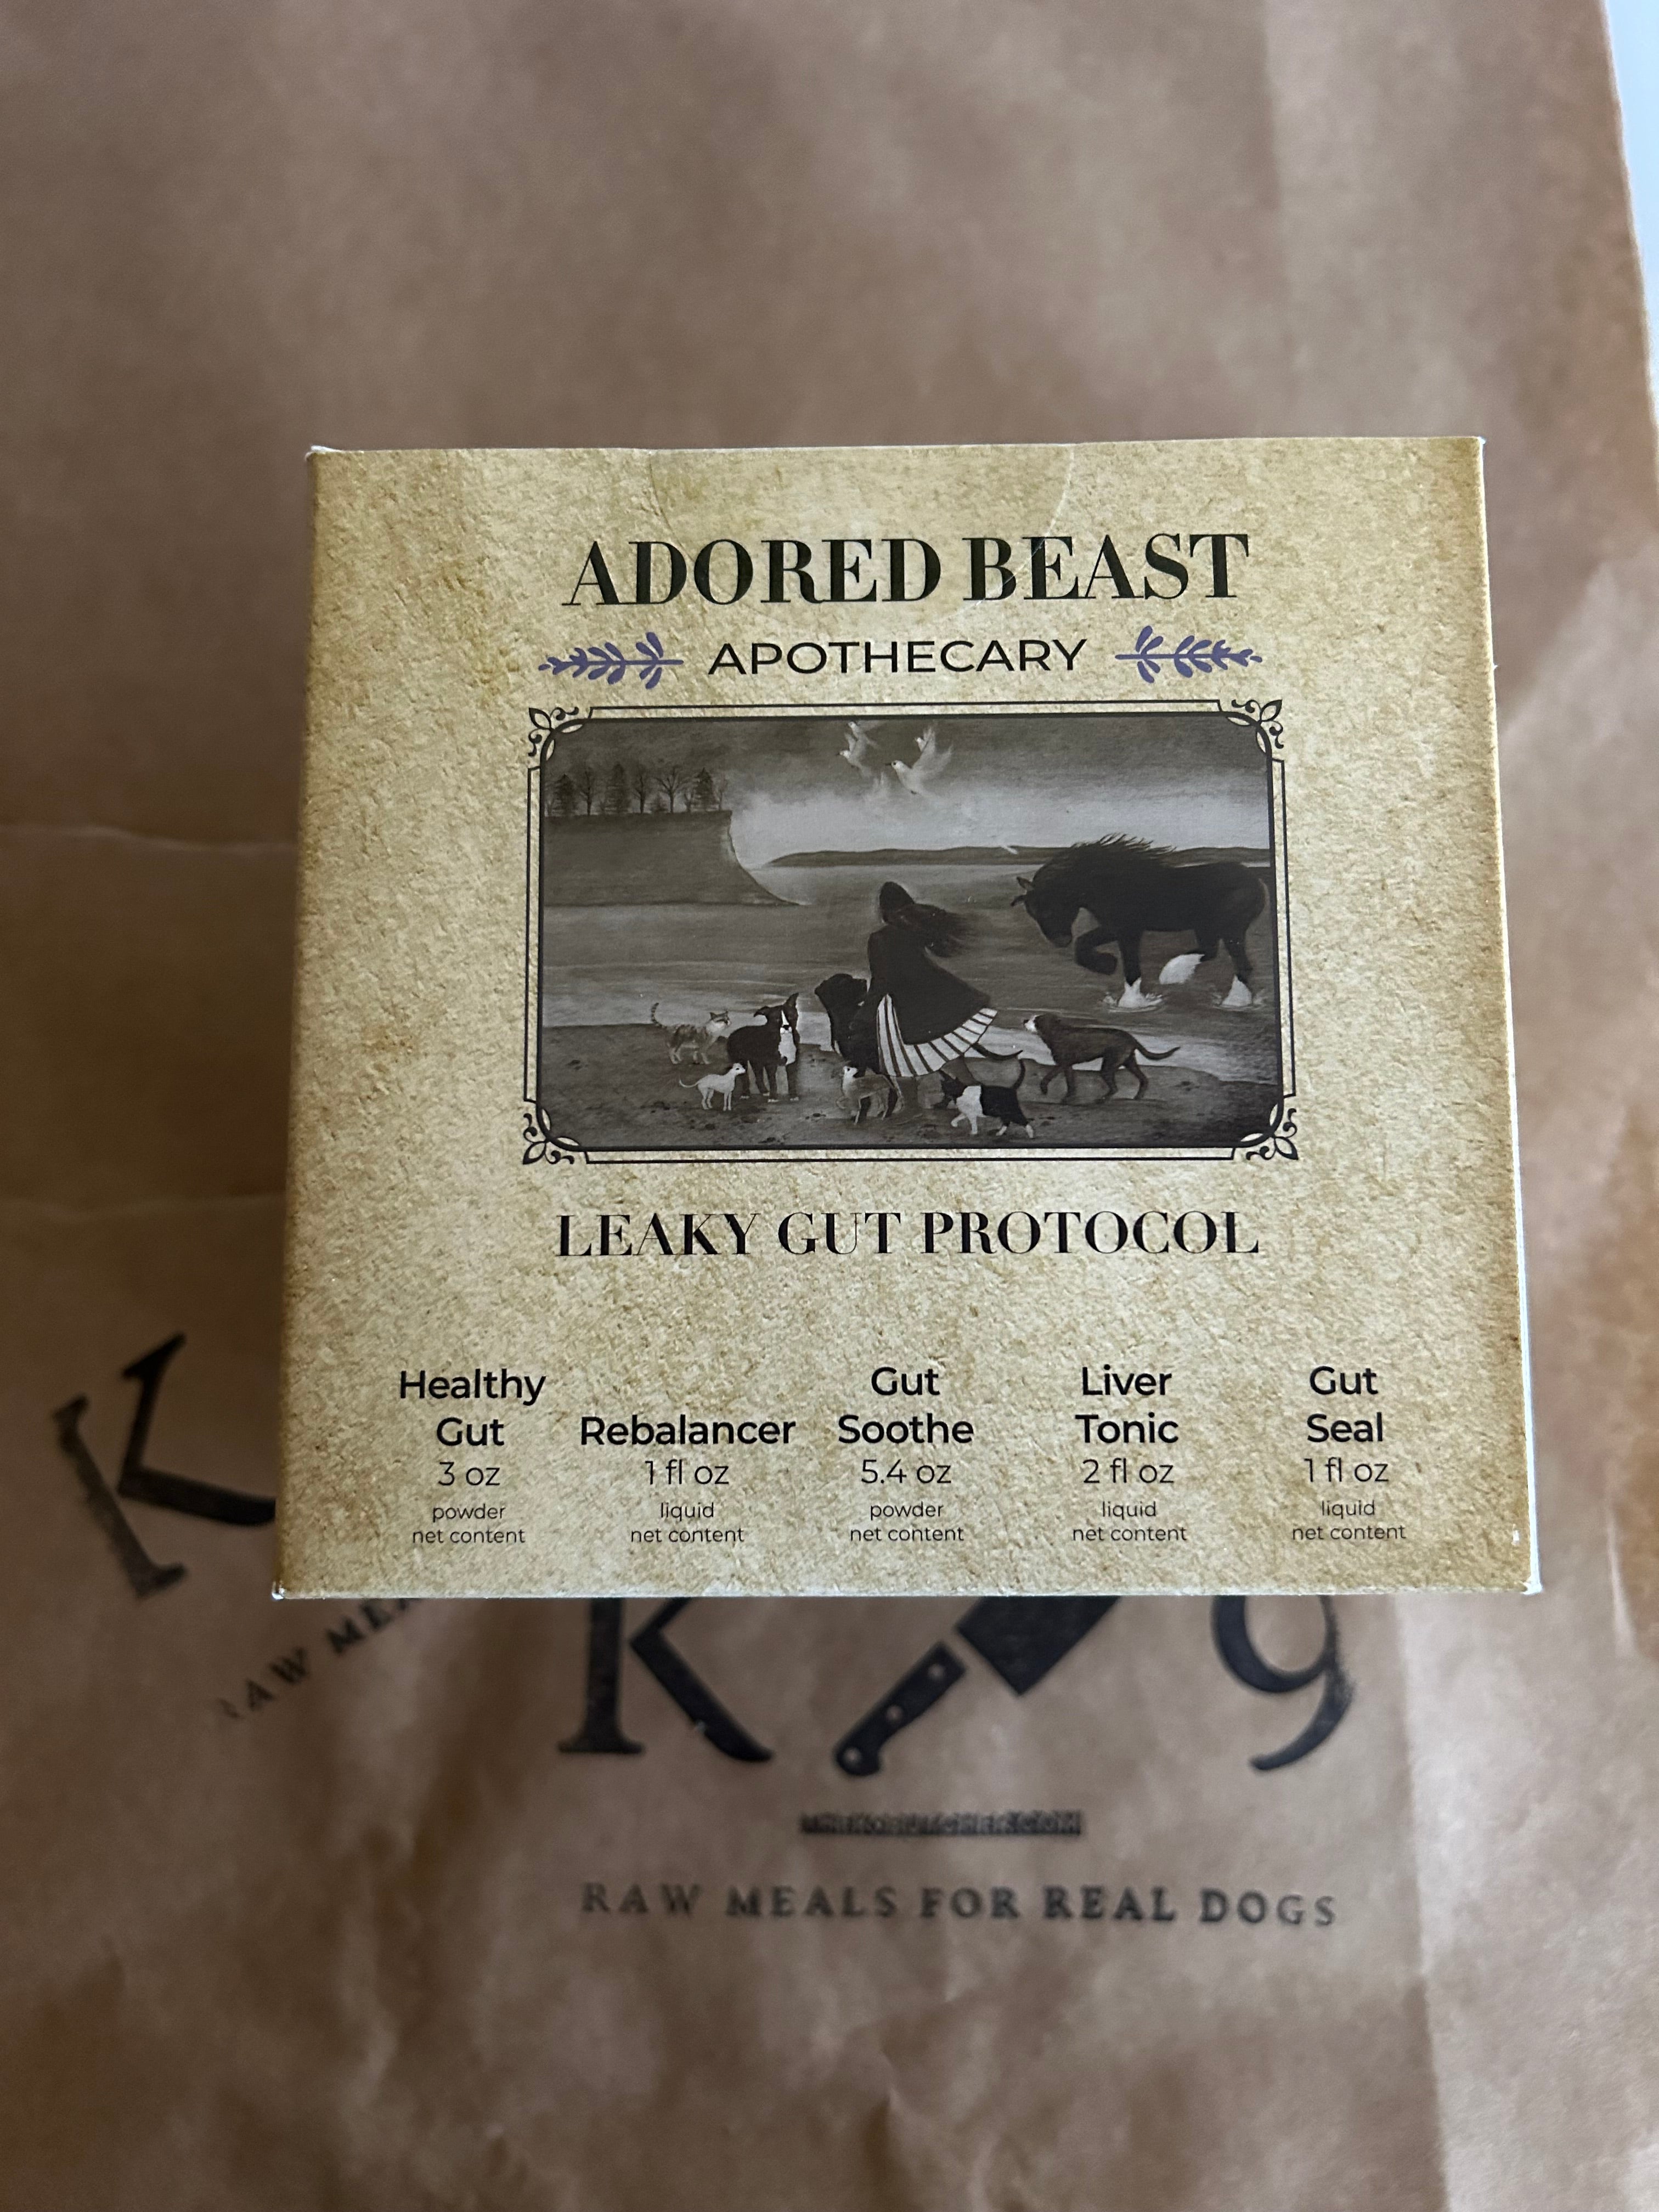 ADORED BEAST
APOTHECARY
LEAKY GUT PROTOCOL
Healthy Gut
3 oz
powder
net content
Rebalancer
1 fl oz
liquid
net content
Gut Soothe
5.4 oz
powder
net content
Liver Tonic
2 fl oz
liquid
net content
Gut Seal
1 fl oz
liquid
net content
K
RAW
K 9
RAW MEALS FOR REAL DOGS